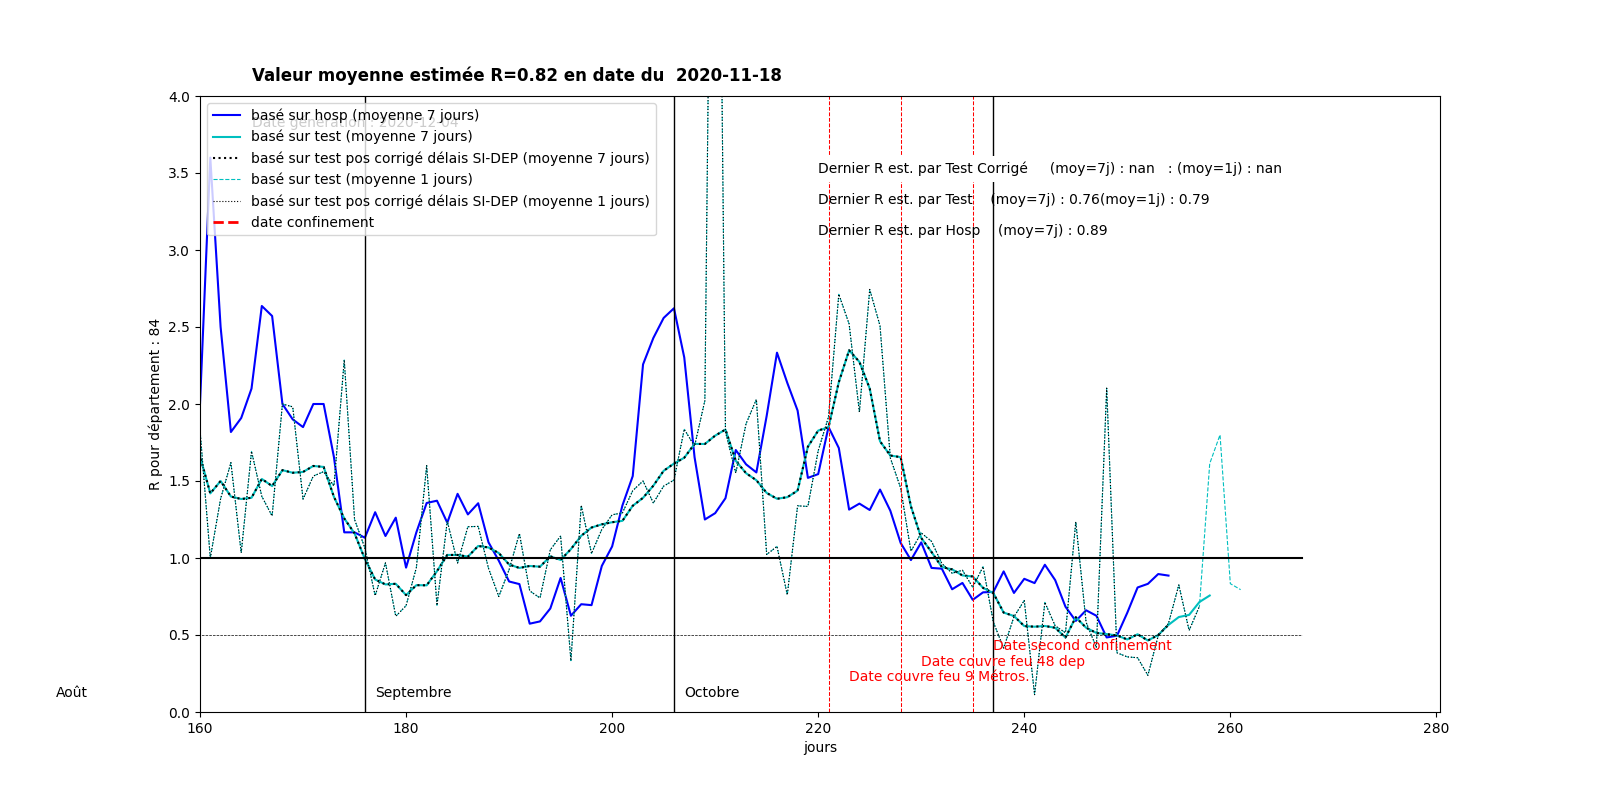 Valeur moyenne estimée R=0.82 en date du  2020-11-18
4.0
3.5
3.0
2.5
2.0
1.5
1.0
0.5
0.0
R pour département : 84
basé sur hosp (moyenne 7 jours)
Date génération : 2020-12-04
basé sur test (moyenne 7 jours)
basé sur test pos corrigé délais SI-DEP (moyenne 7 jours)
basé sur test (moyenne 1 jours)
basé sur test pos corrigé délais SI-DEP (moyenne 1 jours)
date confinement
Dernier R est. par Test Corrigé     (moy=7j) : nan   : (moy=1j) : nan
Dernier R est. par Test    (moy=7j) : 0.76(moy=1j) : 0.79
Dernier R est. par Hosp    (moy=7j) : 0.89
Date second confinement
Date couvre feu 48 dep
Date couvre feu 9 Métros.
Août
Septembre
Octobre
160 180 200 220 240 260 280
jours